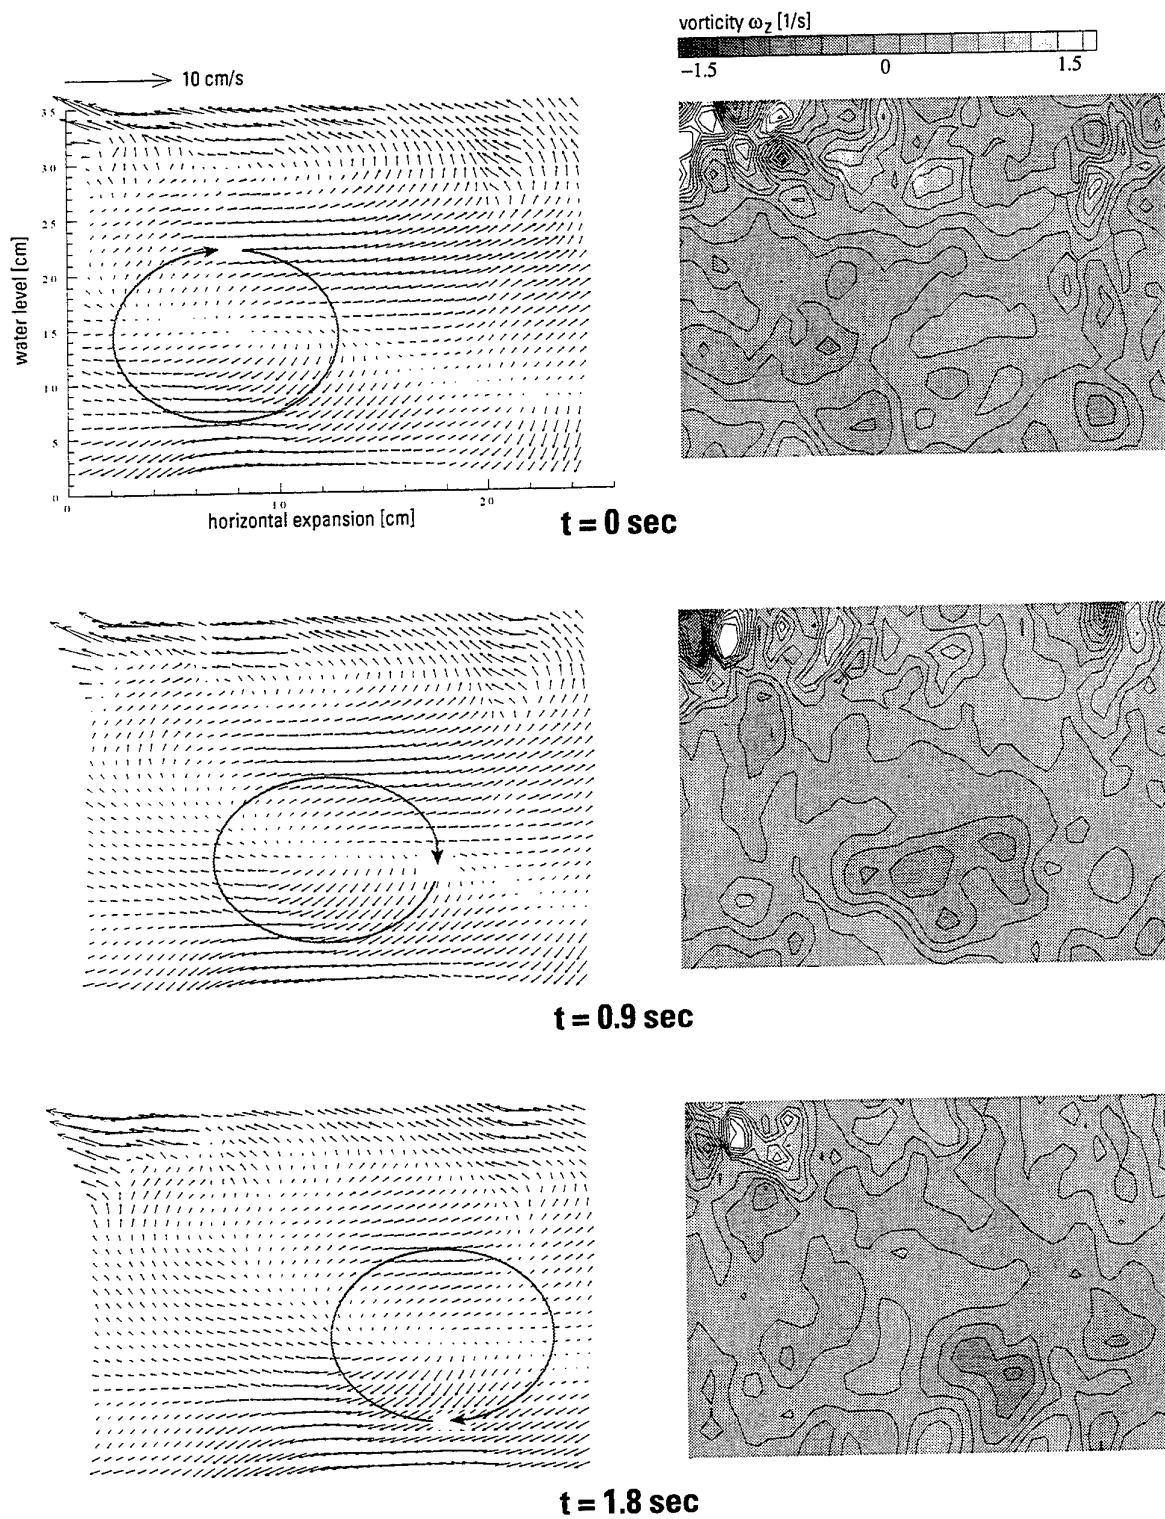 vorticity ωz [1/s]
−1.5 0 1.5
10 cm/s
35
30
25
20
15
10
5
0
water level [cm]
0 10 20
horizontal expansion [cm]
t = 0 sec
t = 0.9 sec
t = 1.8 sec